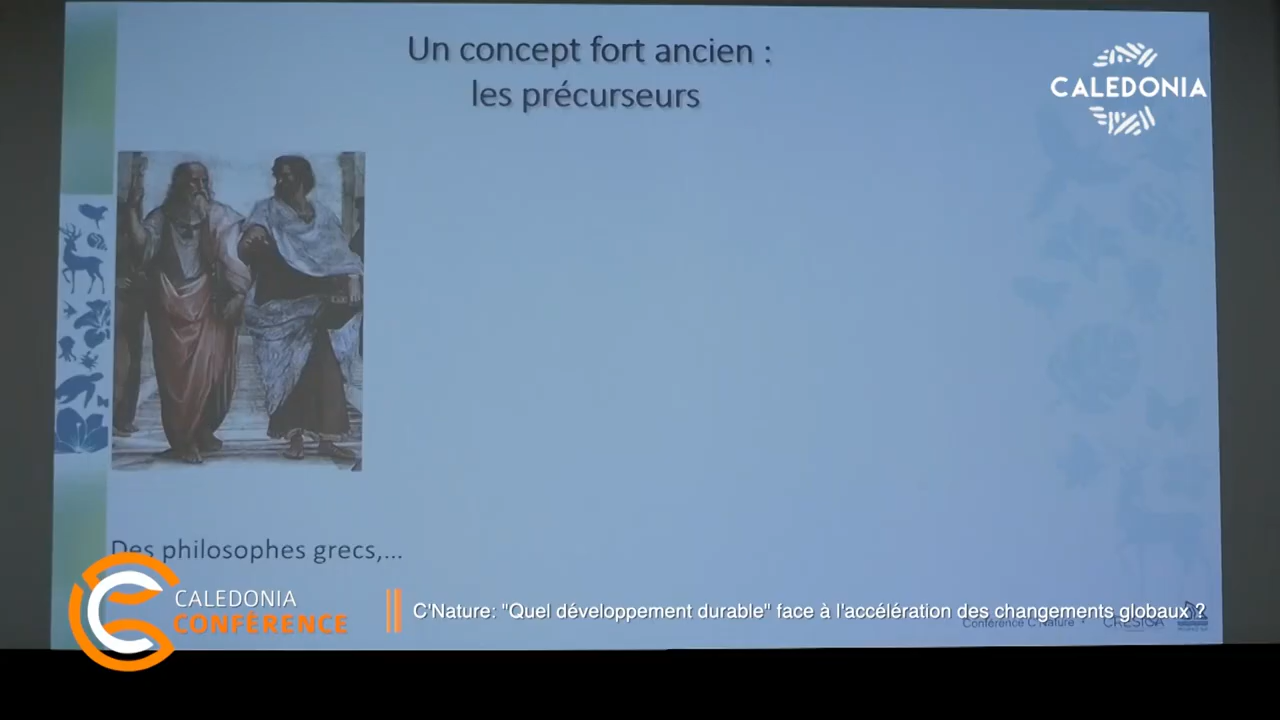 Un concept fort ancien :
les précurseurs
CALEDONIA
Des philosophes grecs,...
CALEDONIA
CONFÉRENCE
C'Nature: "Quel développement durable" face à l'accélération des changements globaux ?
Conférence C'Nature
CRESICA